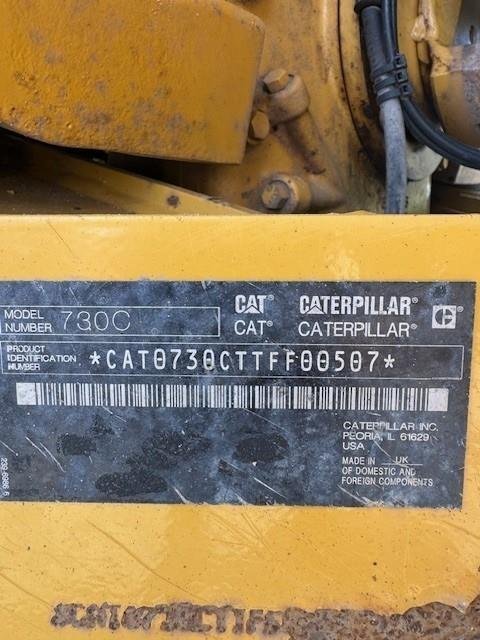 CAT CATERPILLAR
CAT® CATERPILLAR®
MODEL NUMBER 730C
PRODUCT IDENTIFICATION NUMBER *CAT0730CTTFF00507*
CATERPILLAR INC.
PEORIA, IL 61629
USA
MADE IN UK
OF DOMESTIC AND
FOREIGN COMPONENTS